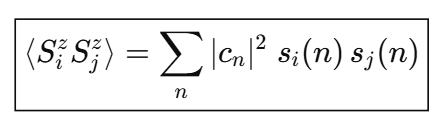 ⟨S_i^z S_j^z⟩ = ∑_n |c_n|^2 s_i(n) s_j(n)